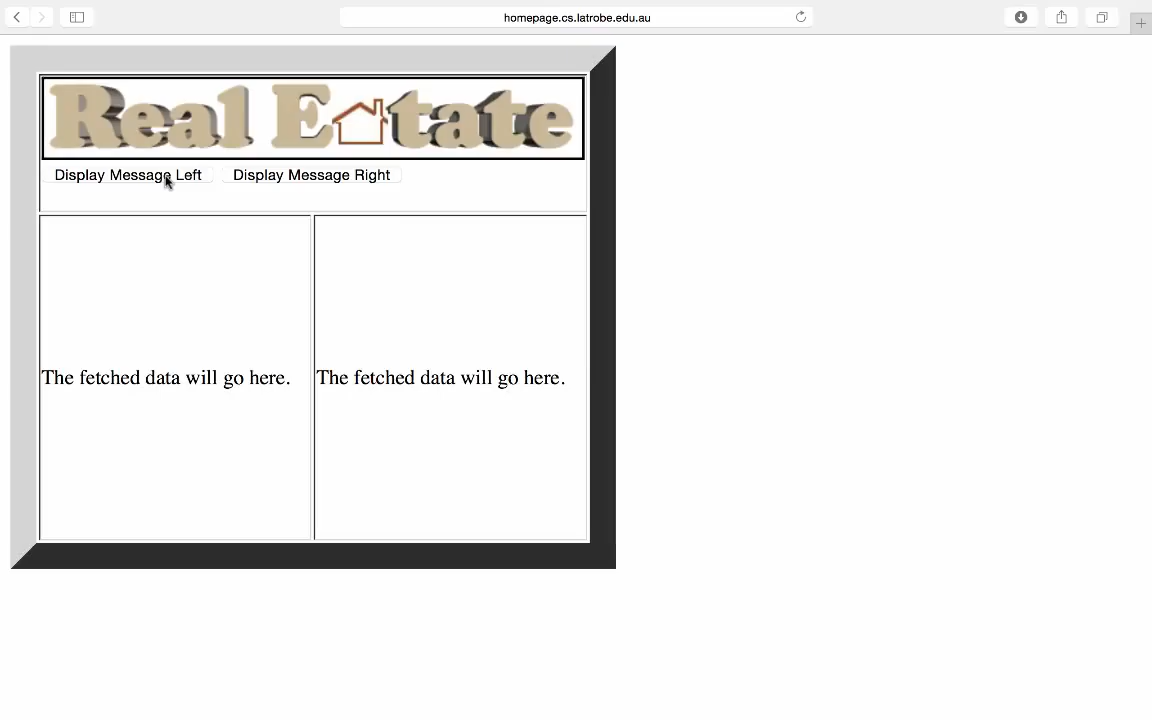 homepage.cs.latrobe.edu.au
Real E tate
Display Message Left Display Message Right
The fetched data will go here. The fetched data will go here.